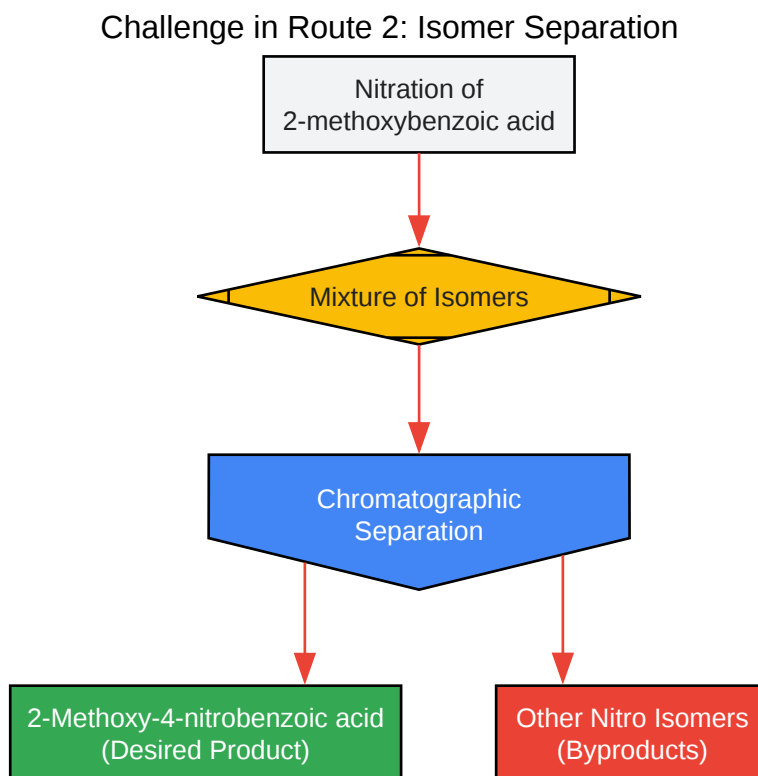 Challenge in Route 2: Isomer Separation
Nitration of
2-methoxybenzoic acid
Mixture of Isomers
Chromatographic
Separation
2-Methoxy-4-nitrobenzoic acid
(Desired Product)
Other Nitro Isomers
(Byproducts)